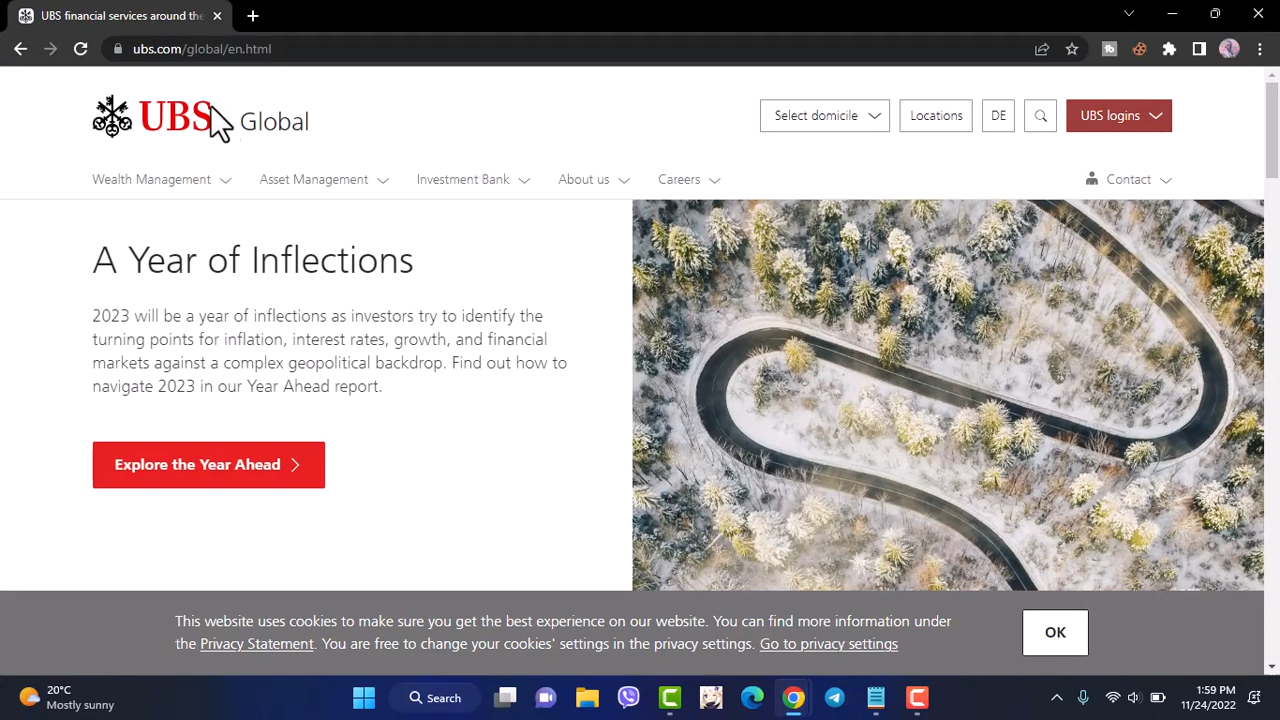 UBS financial services around the
ubs.com/global/en.html
UBS Global
Select domicile
Locations
DE
UBS logins
Wealth Management
Asset Management
Investment Bank
About us
Careers
Contact
A Year of Inflections
2023 will be a year of inflections as investors try to identify the
turning points for inflation, interest rates, growth, and financial
markets against a complex geopolitical backdrop. Find out how to
navigate 2023 in our Year Ahead report.
Explore the Year Ahead
This website uses cookies to make sure you get the best experience on our website. You can find more information under
the Privacy Statement. You are free to change your cookies' settings in the privacy settings. Go to privacy settings
OK
20°C
Mostly sunny
Search
1:59 PM
11/24/2022